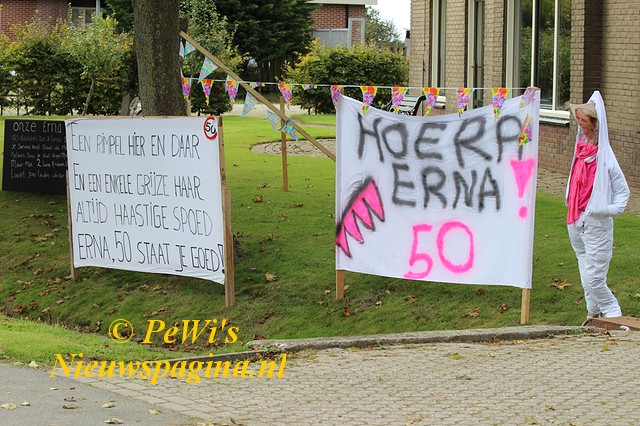 onze Erna
EEN RIMPEL HIER EN DAAR
50
EN EEN ENKELE GRIJZE HAAR
ALTIJD HAASTIGE SPOED
ERNA, 50 STAAT JE GOED!
HOERA
ERNA!
50
© PeWi's
Nieuwspagina.nl